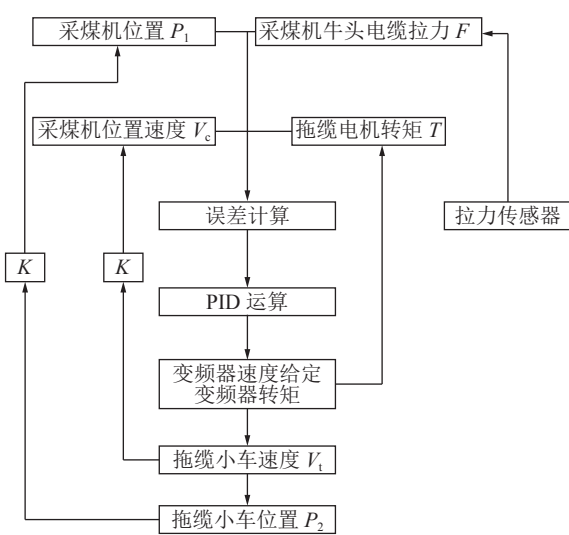 采煤机位置 P₁
采煤机牛头电缆拉力 F
采煤机位置速度 Vc
拖缆电机转矩 T
误差计算
拉力传感器
K
K
PID 运算
变频器速度给定
变频器转矩
拖缆小车速度 Vt
拖缆小车位置 P₂